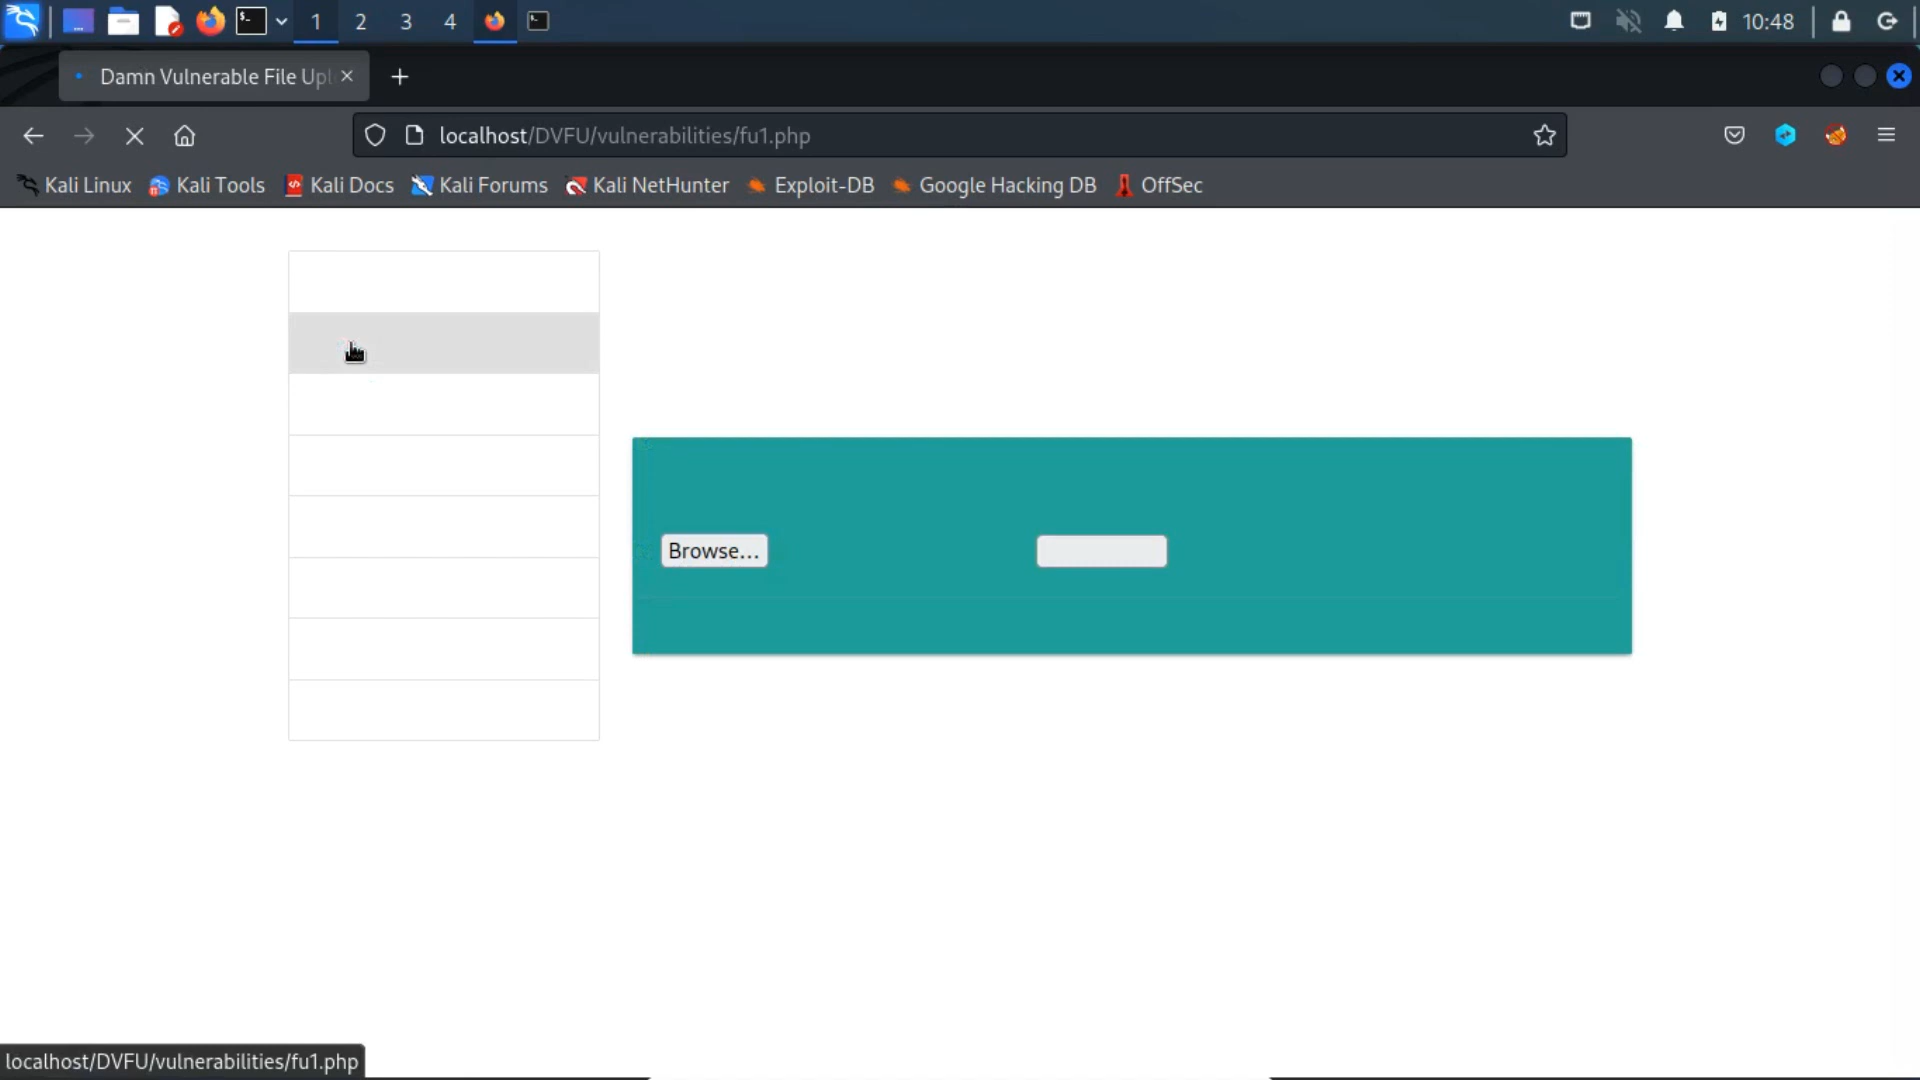 1 2 3 4 10:48
Damn Vulnerable File Upl
localhost/DVFU/vulnerabilities/fu1.php
Kali Linux Kali Tools Kali Docs Kali Forums Kali NetHunter Exploit-DB Google Hacking DB OffSec
Browse...
localhost/DVFU/vulnerabilities/fu1.php